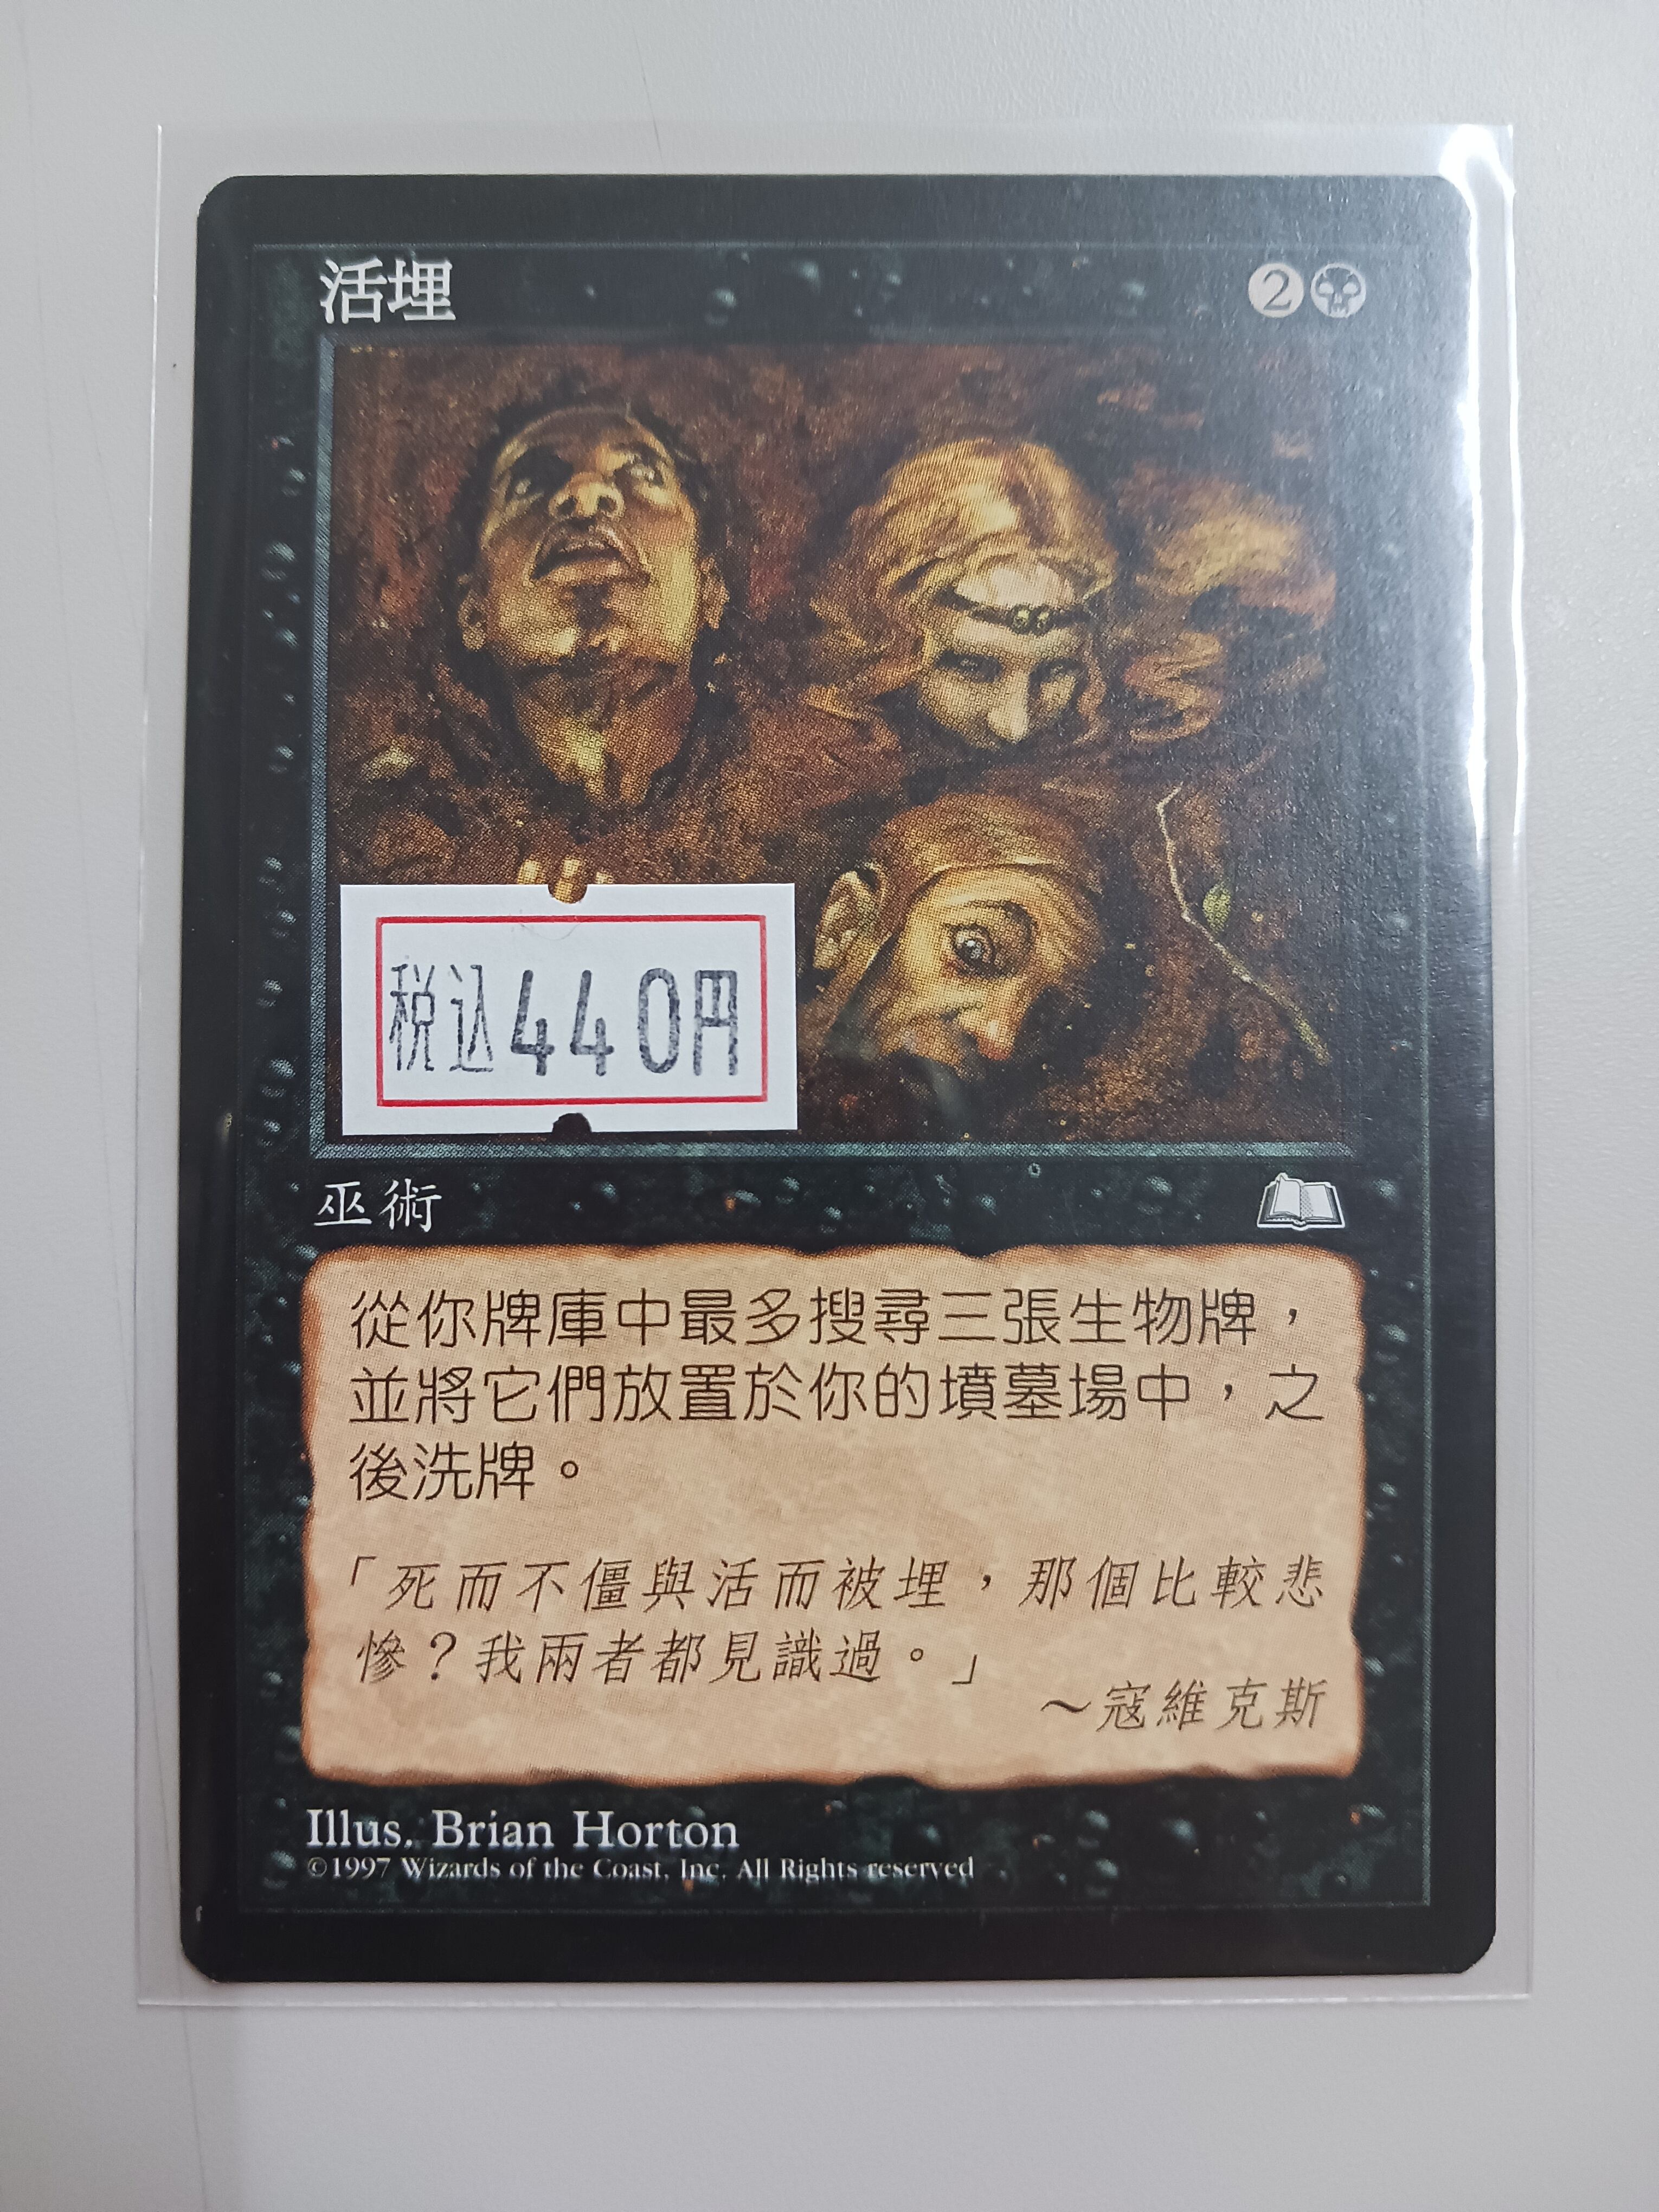 活埋
2
税込440円
巫術
從你牌庫中最多搜尋三張生物牌，
並將它們放置於你的墳墓場中，之
後洗牌。
「死而不僵與活而被埋，那個比較悲
慘？我兩者都見識過。」
～寇維克斯
Illus. Brian Horton
©1997 Wizards of the Coast, Inc. All Rights reserved